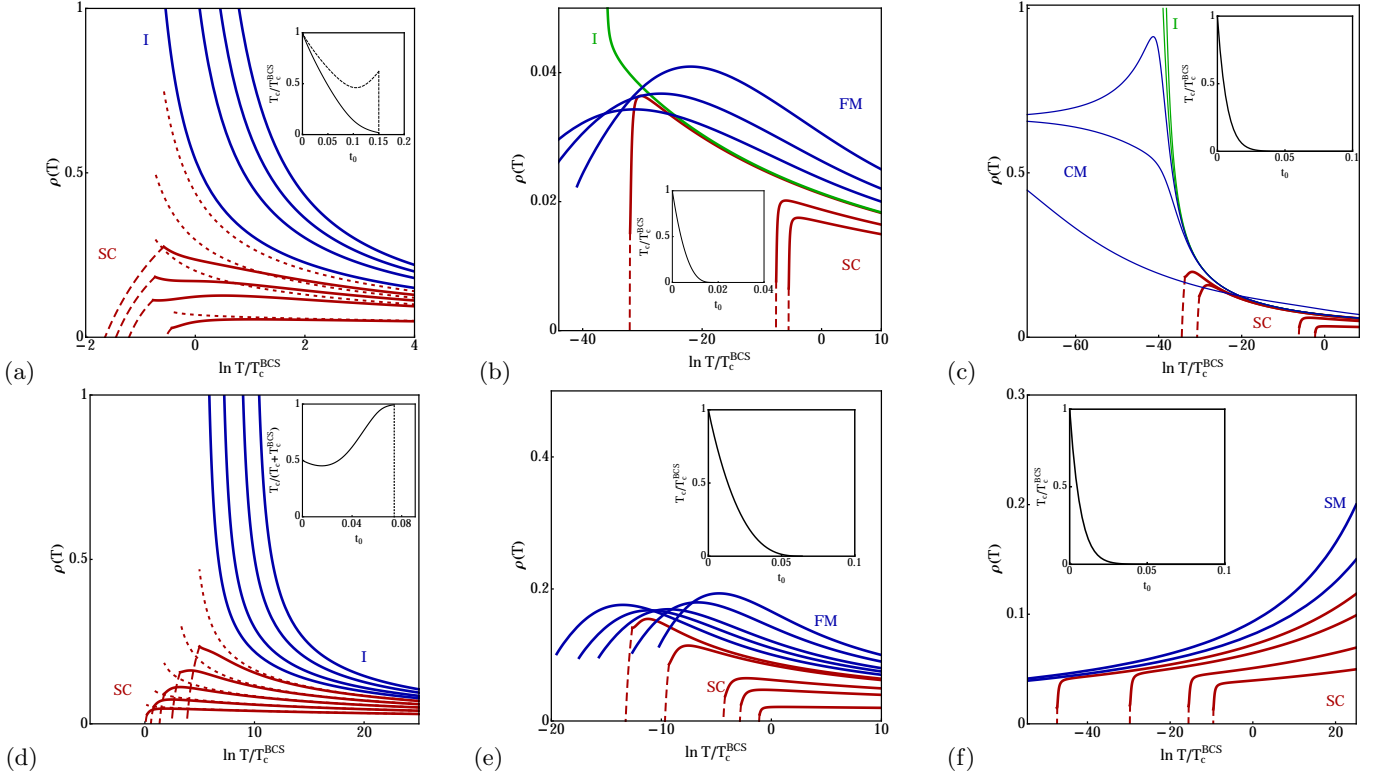 1
0.5
0
−2
0
2
4
ρ(T)
ln T/T_c^BCS
I
SC
1
0.5
0
0
0.05
0.1
0.15
0.2
T_c/T_c^BCS
t_0
(a)
0.04
0.02
0
−40
−20
0
10
ρ(T)
ln T/T_c^BCS
I
FM
SC
1
0.5
0
0
0.02
0.04
T_c/T_c^BCS
t_0
(b)
1
0.5
0
−60
−40
−20
0
ρ(T)
ln T/T_c^BCS
I
CM
SC
1
0.5
0
0
0.05
0.1
T_c/T_c^BCS
t_0
(c)
1
0.5
0
0
10
20
ρ(T)
ln T/T_c^BCS
I
SC
1
0.5
0
0
0.04
0.08
T_c/(T_c+T_c^BCS)
t_0
(d)
0.4
0.2
0
−20
−10
0
10
ρ(T)
ln T/T_c^BCS
FM
SC
1
0.5
0
0
0.05
0.1
T_c/T_c^BCS
t_0
(e)
0.3
0.2
0.1
0
−40
−20
0
20
ρ(T)
ln T/T_c^BCS
SM
SC
1
0.5
0
0
0.05
0.1
T_c/T_c^BCS
t_0
(f)